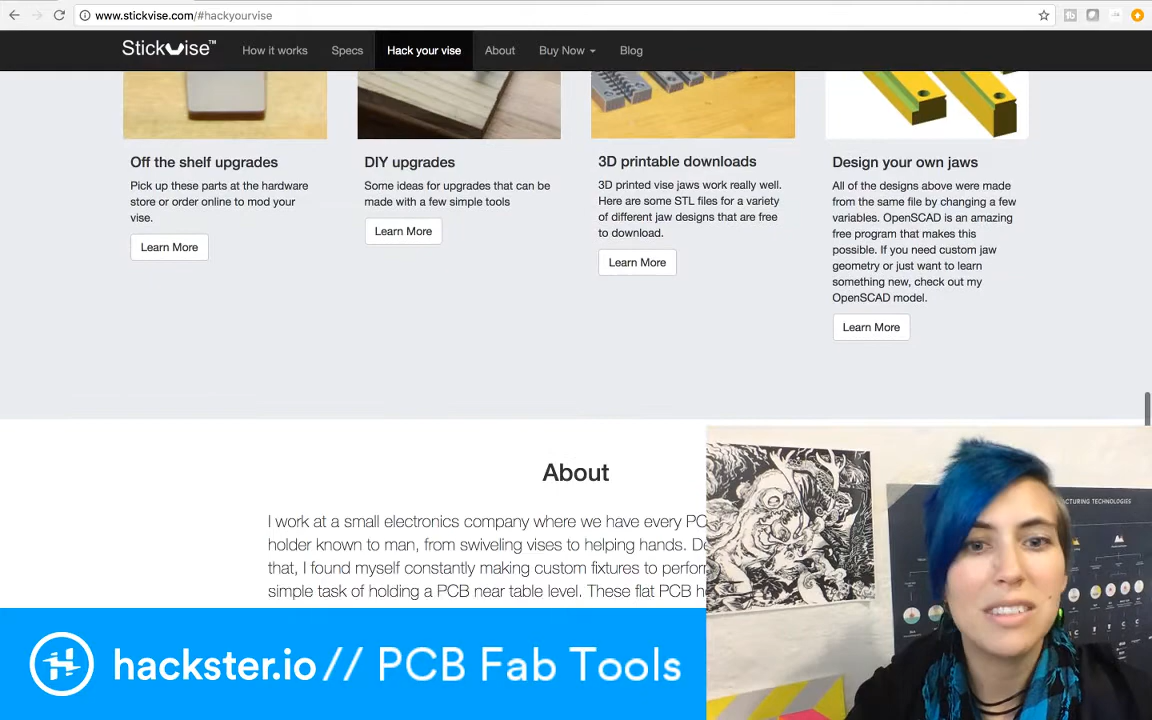 www.stickvise.com/#hackyourvise
Stickvise™ How it works Specs Hack your vise About Buy Now Blog
Off the shelf upgrades
Pick up these parts at the hardware
store or order online to mod your
vise.
Learn More
DIY upgrades
Some ideas for upgrades that can be
made with a few simple tools
Learn More
3D printable downloads
3D printed vise jaws work really well.
Here are some STL files for a variety
of different jaw designs that are free
to download.
Learn More
Design your own jaws
All of the designs above were made
from the same file by changing a few
variables. OpenSCAD is an amazing
free program that makes this
possible. If you need custom jaw
geometry or just want to learn
something new, check out my
OpenSCAD model.
Learn More
About
I work at a small electronics company where we have every PC
holder known to man, from swiveling vises to helping hands. De
that, I found myself constantly making custom fixtures to perfor
simple task of holding a PCB near table level. These flat PCB h
CTURING TECHNOLOGIES
hackster.io // PCB Fab Tools